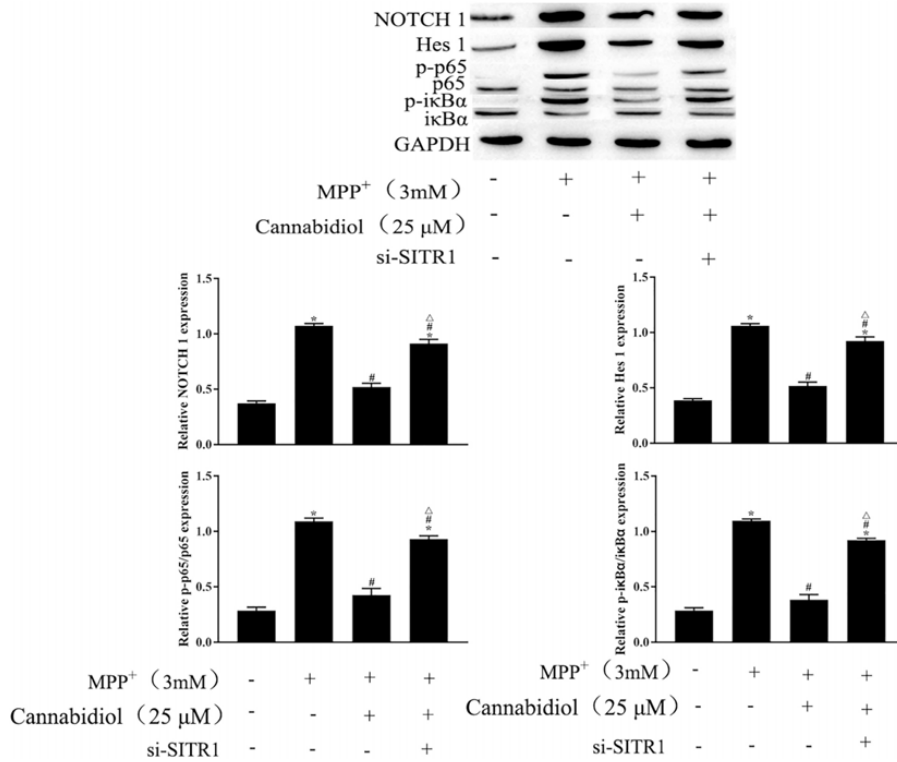 NOTCH 1
Hes 1
p-p65
p65
p-iκBα
iκBα
GAPDH
MPP+ （3mM） - + + +
Cannabidiol （25 μM） - - + +
si-SITR1 - - - +
Relative NOTCH 1 expression
1.5
1.0
0.5
0.0
*
#
△
#
*
Relative Hes 1 expression
1.5
1.0
0.5
0.0
*
#
△
#
*
Relative p-p65/p65 expression
1.5
1.0
0.5
0.0
*
#
△
#
*
Relative p-iκBα/iκBα expression
1.5
1.0
0.5
0.0
*
#
△
#
*
MPP+ （3mM） - + + +
Cannabidiol （25 μM） - - + +
si-SITR1 - - - +
MPP+ （3mM） - + + +
Cannabidiol （25 μM） - - + +
si-SITR1 - - - +